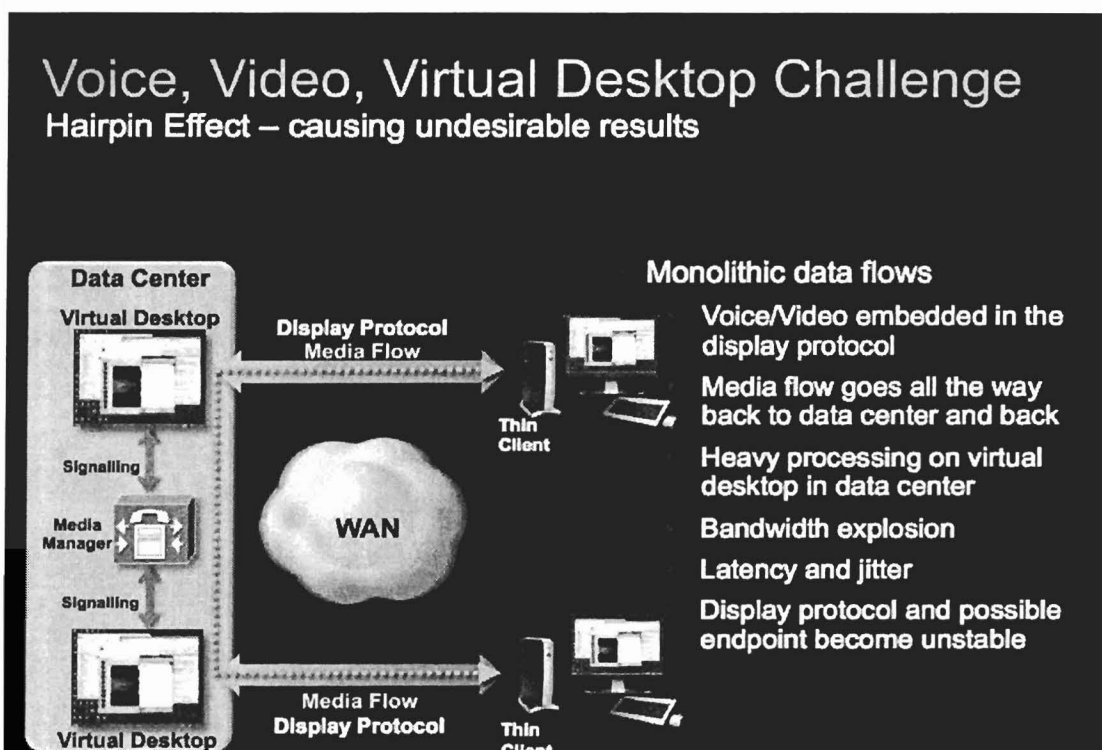 Voice, Video, Virtual Desktop Challenge
Hairpin Effect – causing undesirable results
Data Center
Virtual Desktop
Signalling
Media
Manager
Signalling
Virtual Desktop
Display Protocol
Media Flow
Thin
Client
WAN
Media Flow
Display Protocol
Thin
Client
Monolithic data flows
Voice/Video embedded in the
display protocol
Media flow goes all the way
back to data center and back
Heavy processing on virtual
desktop in data center
Bandwidth explosion
Latency and jitter
Display protocol and possible
endpoint become unstable